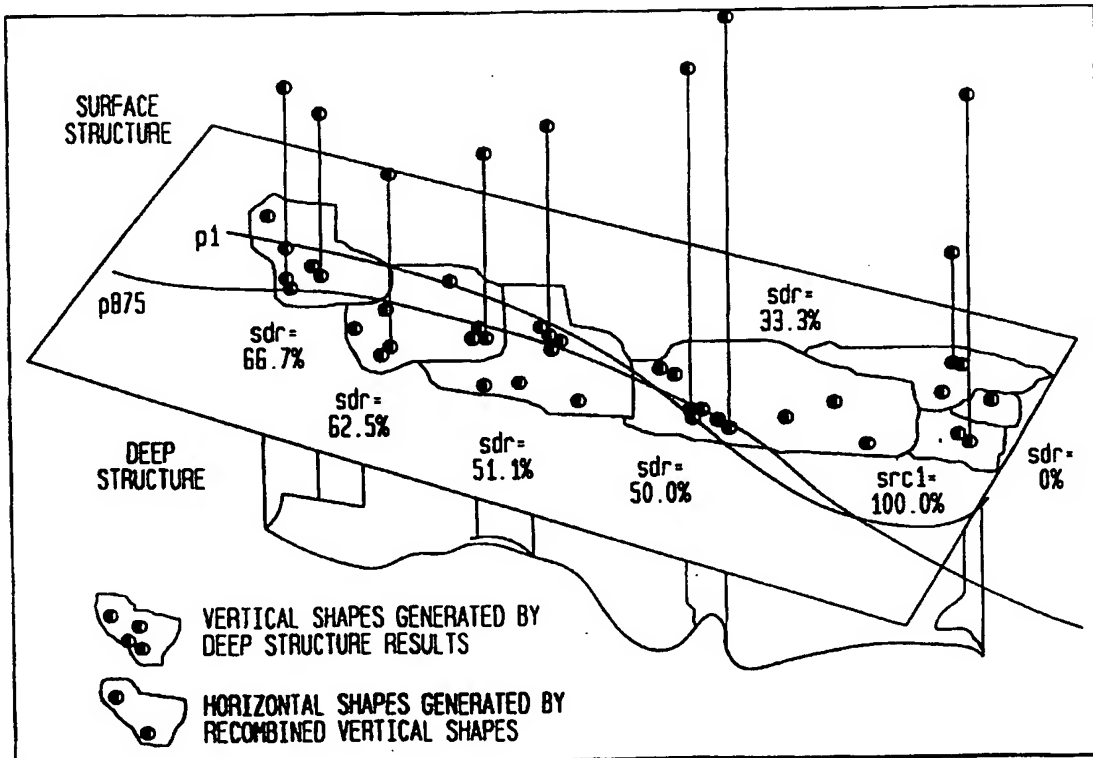 SURFACE
STRUCTURE
p1
p875
sdr=
66.7%
sdr=
62.5%
sdr=
51.1%
sdr=
50.0%
sdr=
33.3%
src1=
100.0%
sdr=
0%
DEEP
STRUCTURE
VERTICAL SHAPES GENERATED BY
DEEP STRUCTURE RESULTS
HORIZONTAL SHAPES GENERATED BY
RECOMBINED VERTICAL SHAPES